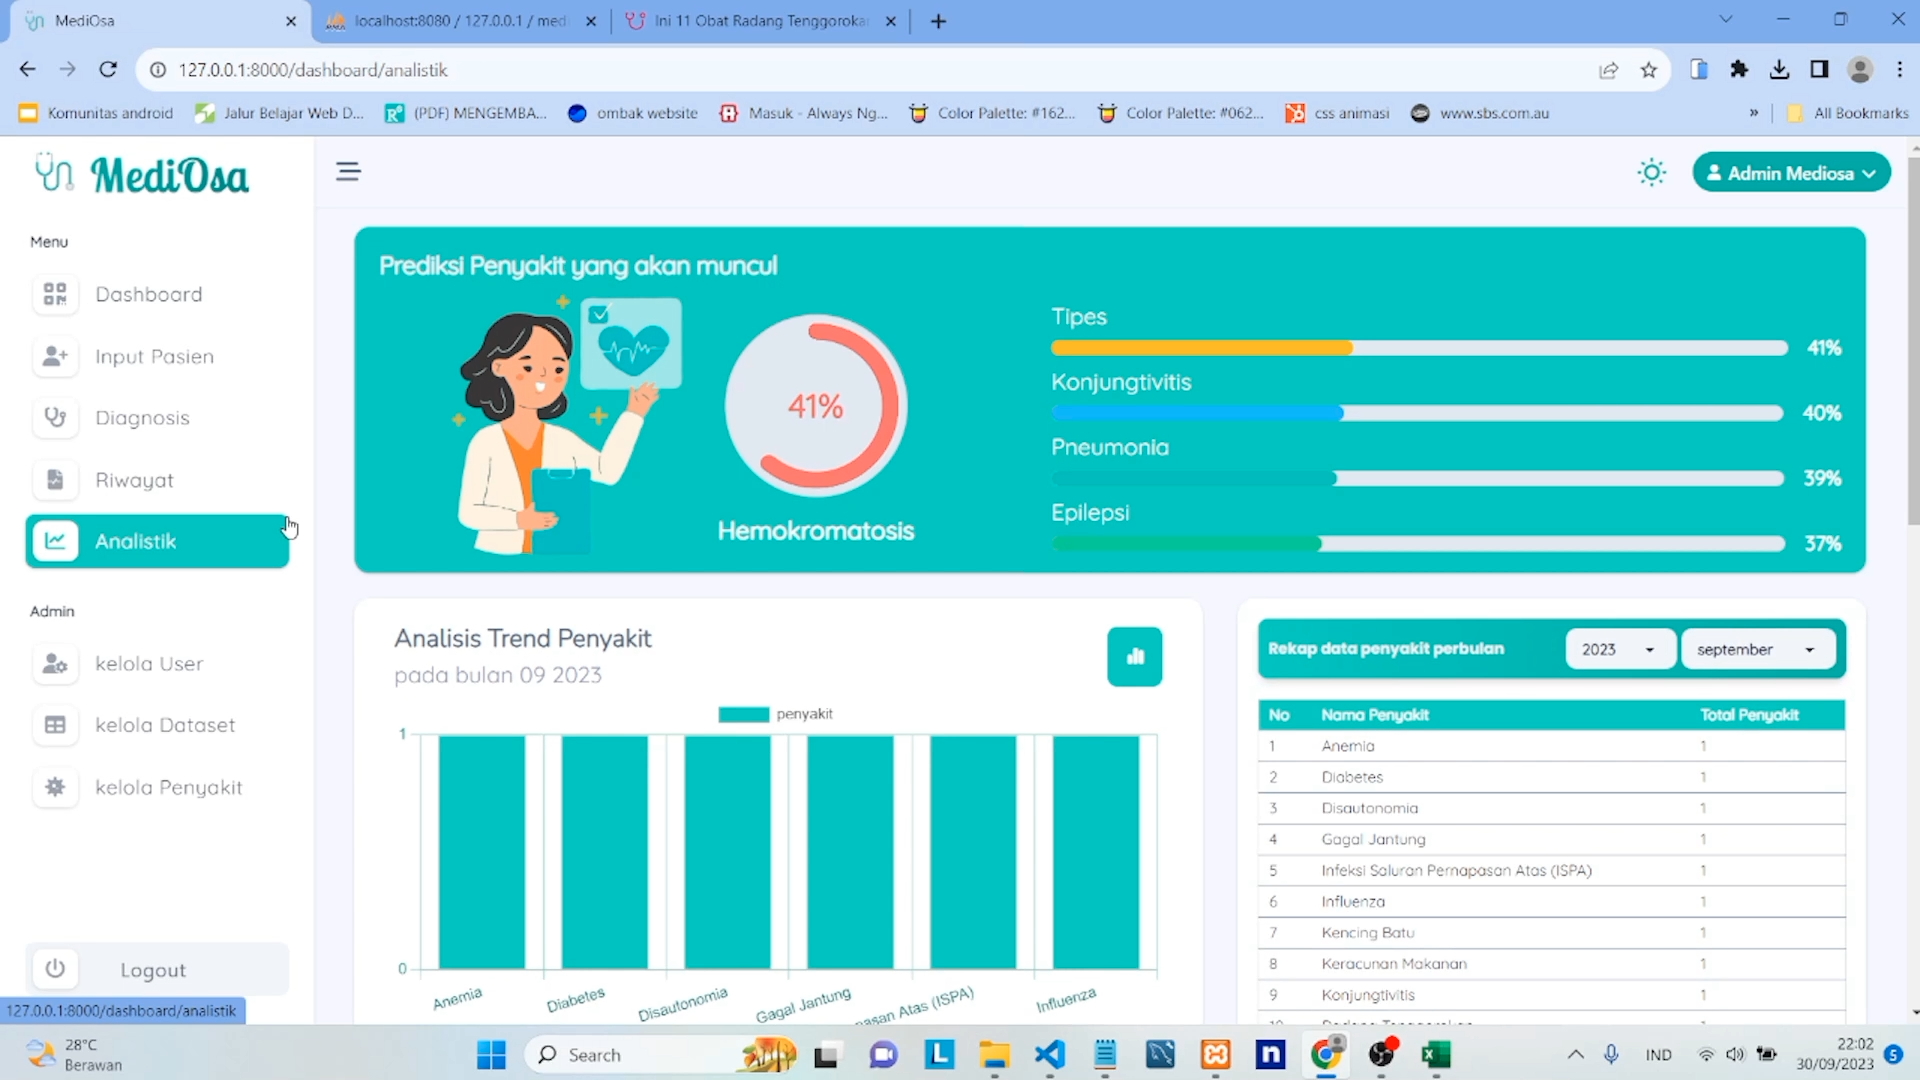 MediOsa
localhost:8080 / 127.0.0.1 / med
Ini 11 Obat Radang Tenggoroka
127.0.0.1:8000/dashboard/analistik
Komunitas android
Jalur Belajar Web D...
(PDF) MENGEMBA...
ombak website
Masuk - Always Ng...
Color Palette: #162...
Color Palette: #062...
css animasi
www.sbs.com.au
»
All Bookmarks
MediOsa
Admin Mediosa
Menu
Dashboard
Input Pasien
Diagnosis
Riwayat
Analistik
Admin
kelola User
kelola Dataset
kelola Penyakit
Logout
127.0.0.1:8000/dashboard/analistik
Prediksi Penyakit yang akan muncul
41%
Hemokromatosis
Tipes
41%
Konjungtivitis
40%
Pneumonia
39%
Epilepsi
37%
Analisis Trend Penyakit
pada bulan 09 2023
penyakit
1
0
Anemia
Diabetes
Disautonomia
Gagal Jantung
Atas (ISPA)
Influenza
Rekap data penyakit perbulan
2023
september
No Nama Penyakit Total Penyakit
1 Anemia 1
2 Diabetes 1
3 Disautonomia 1
4 Gagal Jantung 1
5 Infeksi Saluran Pernapasan Atas (ISPA) 1
6 Influenza 1
7 Kencing Batu 1
8 Keracunan Makanan 1
9 Konjungtivitis 1
28°C
Berawan
Search
L
n
IND
22:02
30/09/2023
5